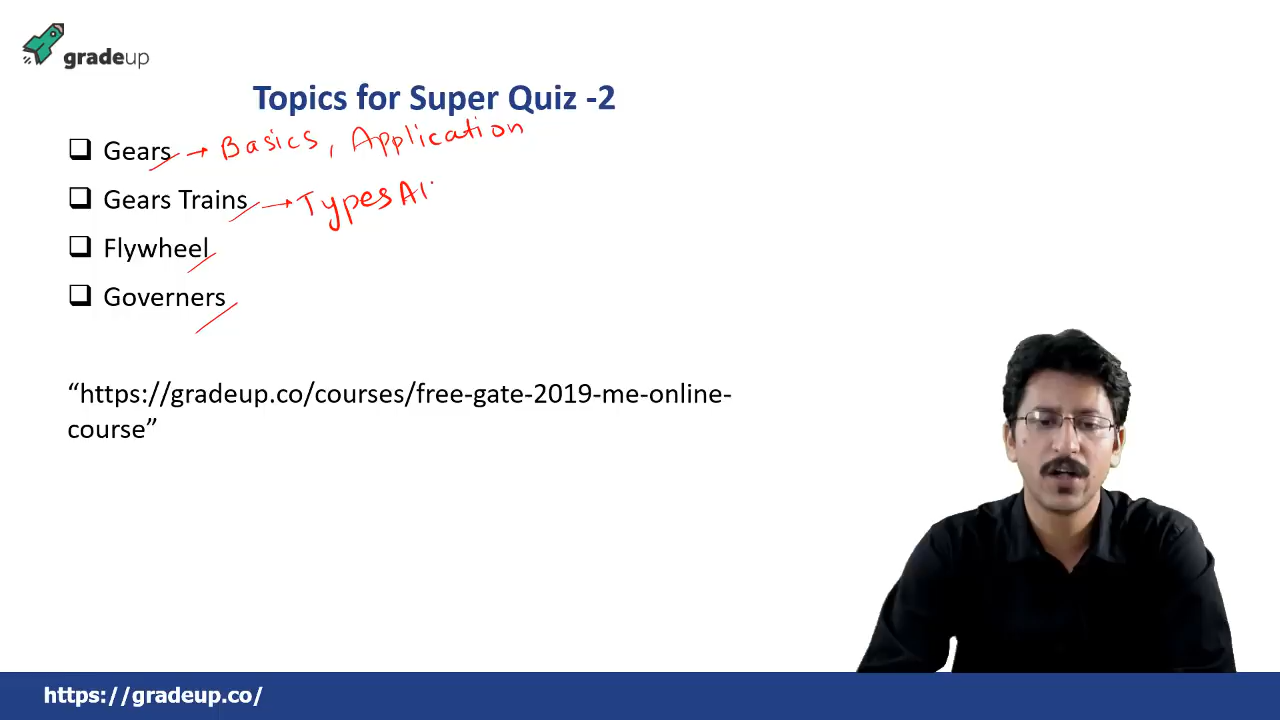 gradeup
Topics for Super Quiz -2
Gears → Basics, Application
Gears Trains → Types
Flywheel
Governers
“https://gradeup.co/courses/free-gate-2019-me-online-
course”
https://gradeup.co/